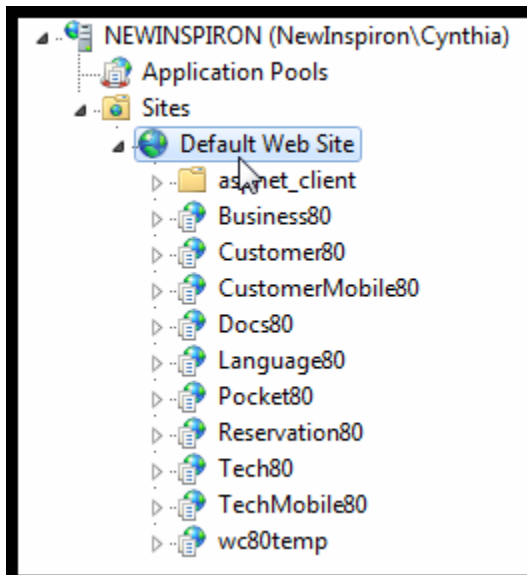 NEWINSPIRON (NewInspiron\Cynthia)
Application Pools
Sites
Default Web Site
aspnet_client
Business80
Customer80
CustomerMobile80
Docs80
Language80
Pocket80
Reservation80
Tech80
TechMobile80
wc80temp